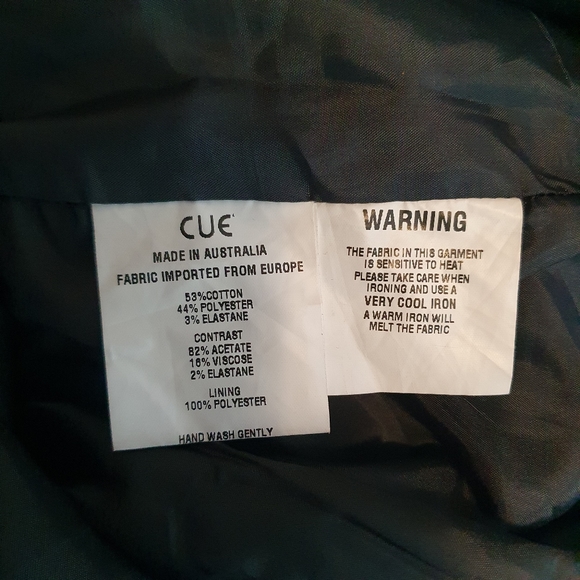 CUE
MADE IN AUSTRALIA
FABRIC IMPORTED FROM EUROPE
53%COTTON
44% POLYESTER
3% ELASTANE
CONTRAST
82% ACETATE
16% VISCOSE
2% ELASTANE
LINING
100% POLYESTER
HAND WASH GENTLY
WARNING
THE FABRIC IN THIS GARMENT
IS SENSITIVE TO HEAT
PLEASE TAKE CARE WHEN
IRONING AND USE A
VERY COOL IRON
A WARM IRON WILL
MELT THE FABRIC